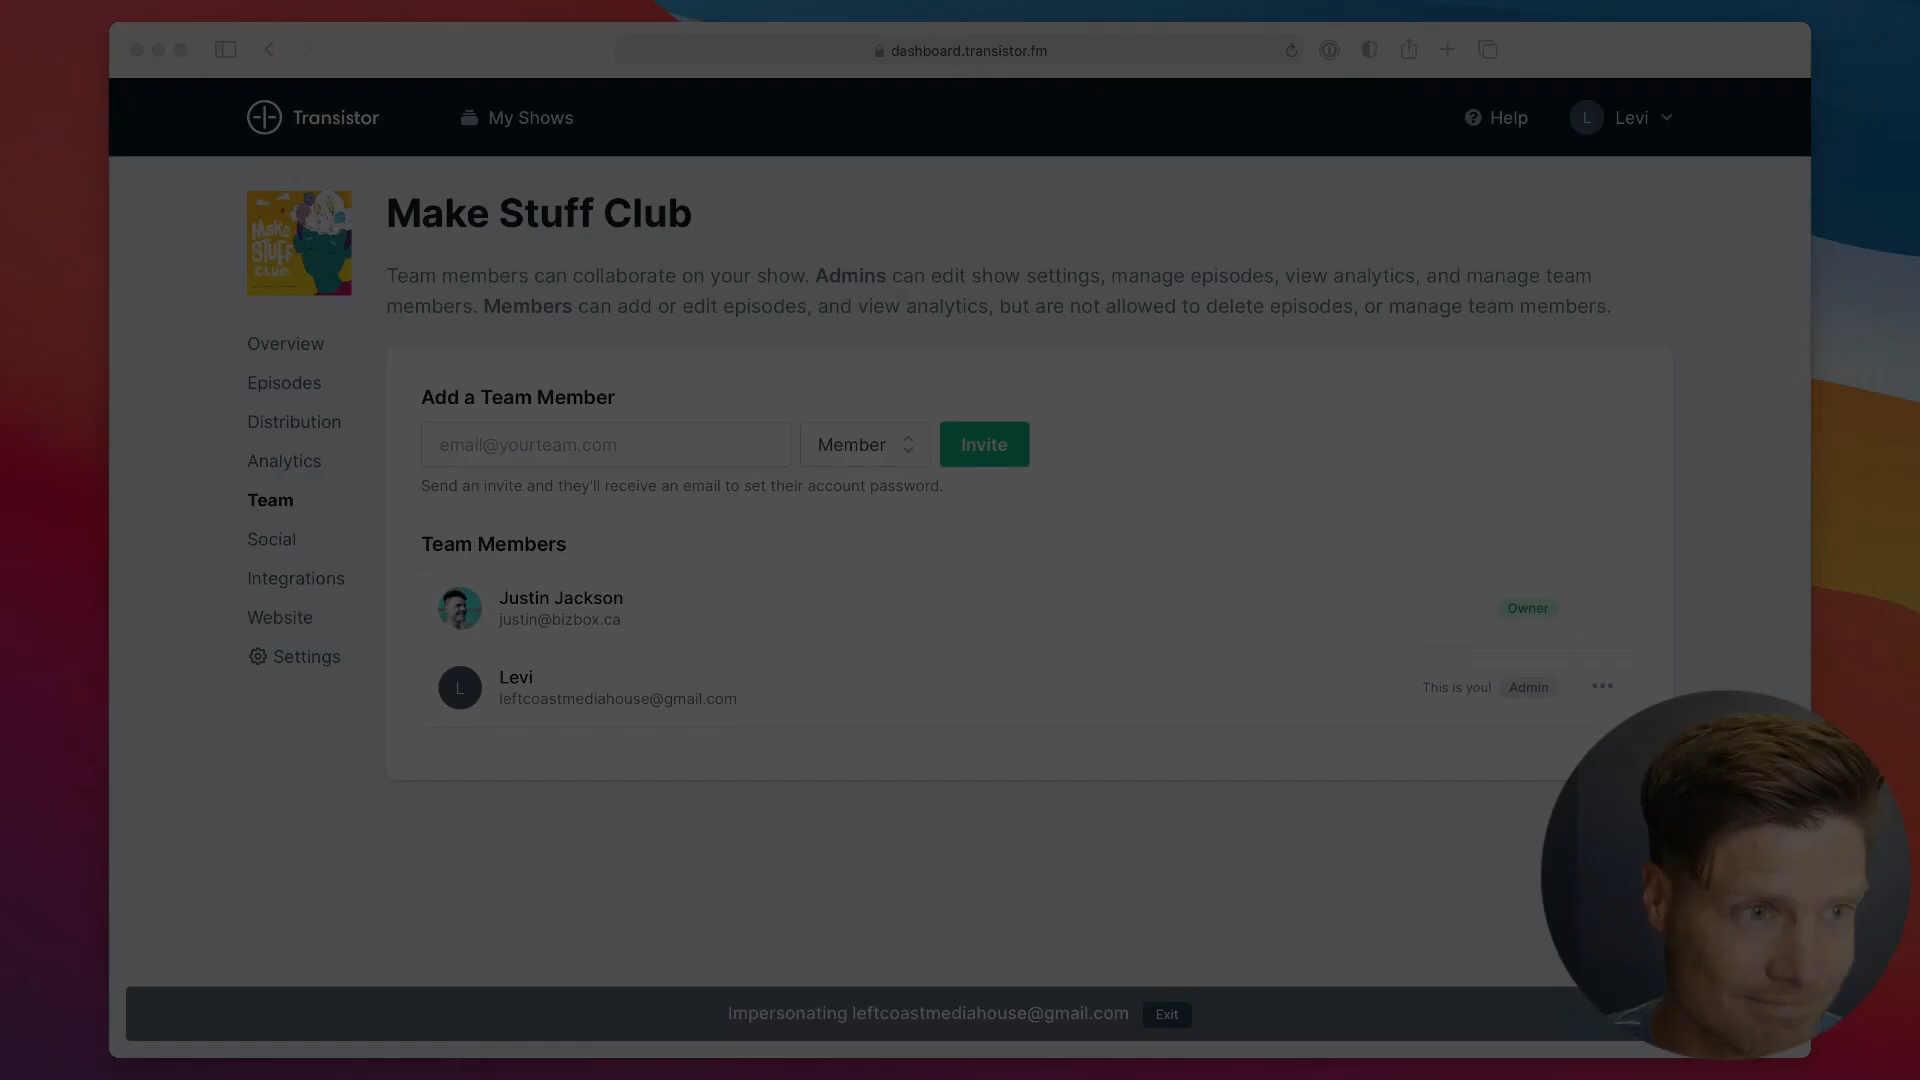 dashboard.transistor.fm
Transistor
My Shows
Help
L
Levi
Make
STUFF
CLUB
Make Stuff Club
Team members can collaborate on your show. Admins can edit show settings, manage episodes, view analytics, and manage team
members. Members can add or edit episodes, and view analytics, but are not allowed to delete episodes, or manage team members.
Overview
Episodes
Distribution
Analytics
Team
Social
Integrations
Website
Settings
Add a Team Member
email@yourteam.com
Member
Invite
Send an invite and they'll receive an email to set their account password.
Team Members
Justin Jackson
justin@bizbox.ca
Owner
L
Levi
leftcoastmediahouse@gmail.com
This is you!
Admin
Impersonating leftcoastmediahouse@gmail.com
Exit